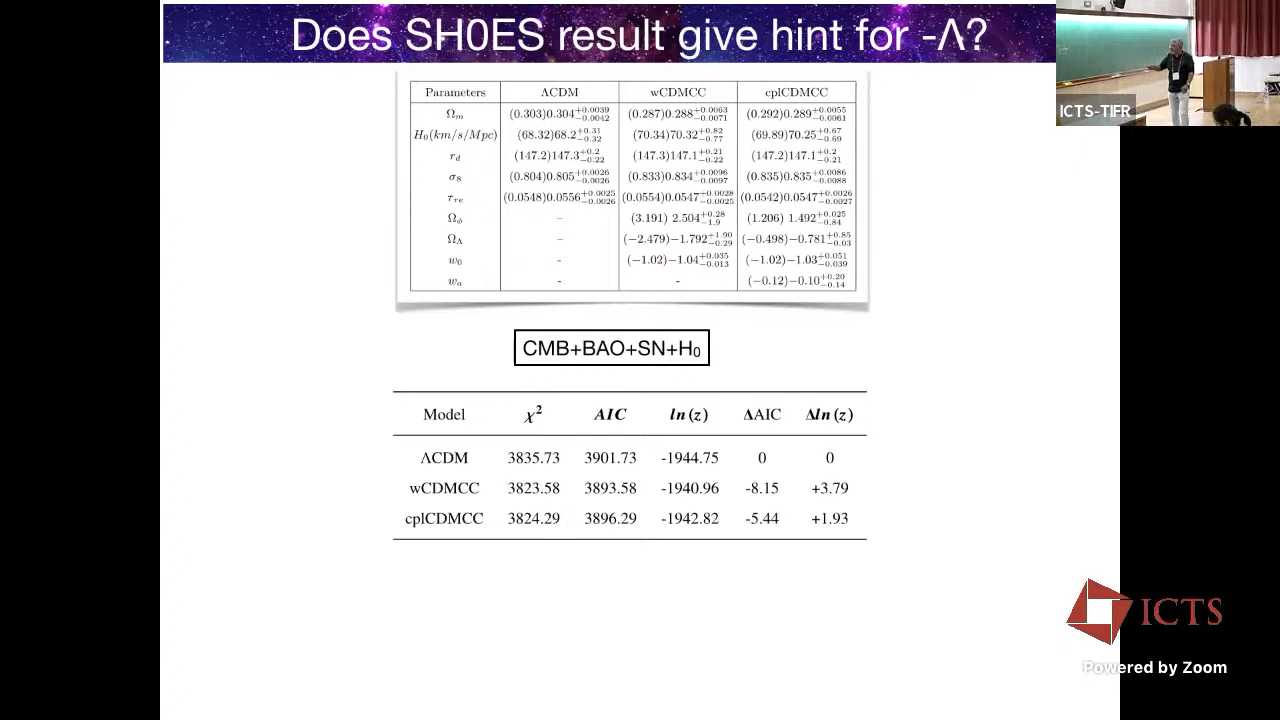 Does SH0ES result give hint for -Λ?
ICTS-TIFR
Parameters ΛCDM wCDMCC cplCDMCC
Ω_m (0.303)0.304^{+0.0039}_{−0.0042} (0.287)0.288^{+0.0063}_{−0.0071} (0.292)0.289^{+0.0055}_{−0.0061}
H_0(km/s/Mpc) (68.32)68.2^{+0.31}_{−0.32} (70.34)70.32^{+0.82}_{−0.77} (69.89)70.25^{+0.67}_{−0.69}
r_d (147.2)147.3^{+0.2}_{−0.22} (147.3)147.1^{+0.21}_{−0.22} (147.2)147.1^{+0.2}_{−0.21}
σ_8 (0.804)0.805^{+0.0026}_{−0.0026} (0.833)0.834^{+0.0096}_{−0.0097} (0.835)0.835^{+0.0086}_{−0.0088}
τ_re (0.0548)0.0556^{+0.0025}_{−0.0026} (0.0554)0.0547^{+0.0028}_{−0.0025} (0.0542)0.0547^{+0.0026}_{−0.0027}
Ω_ϕ – (3.191) 2.504^{+0.28}_{−1.9} (1.206) 1.492^{+0.025}_{−0.84}
Ω_Λ – (−2.479)−1.792^{+1.90}_{−0.29} (−0.498)−0.781^{+0.85}_{−0.03}
w_0 - (−1.02)−1.04^{+0.035}_{−0.013} (−1.02)−1.03^{+0.051}_{−0.039}
w_a - - (−0.12)−0.10^{+0.20}_{−0.14}
CMB+BAO+SN+H₀
Model χ² AIC ln(z) ΔAIC Δln(z)
ΛCDM 3835.73 3901.73 -1944.75 0 0
wCDMCC 3823.58 3893.58 -1940.96 -8.15 +3.79
cplCDMCC 3824.29 3896.29 -1942.82 -5.44 +1.93
ICTS
Powered by Zoom